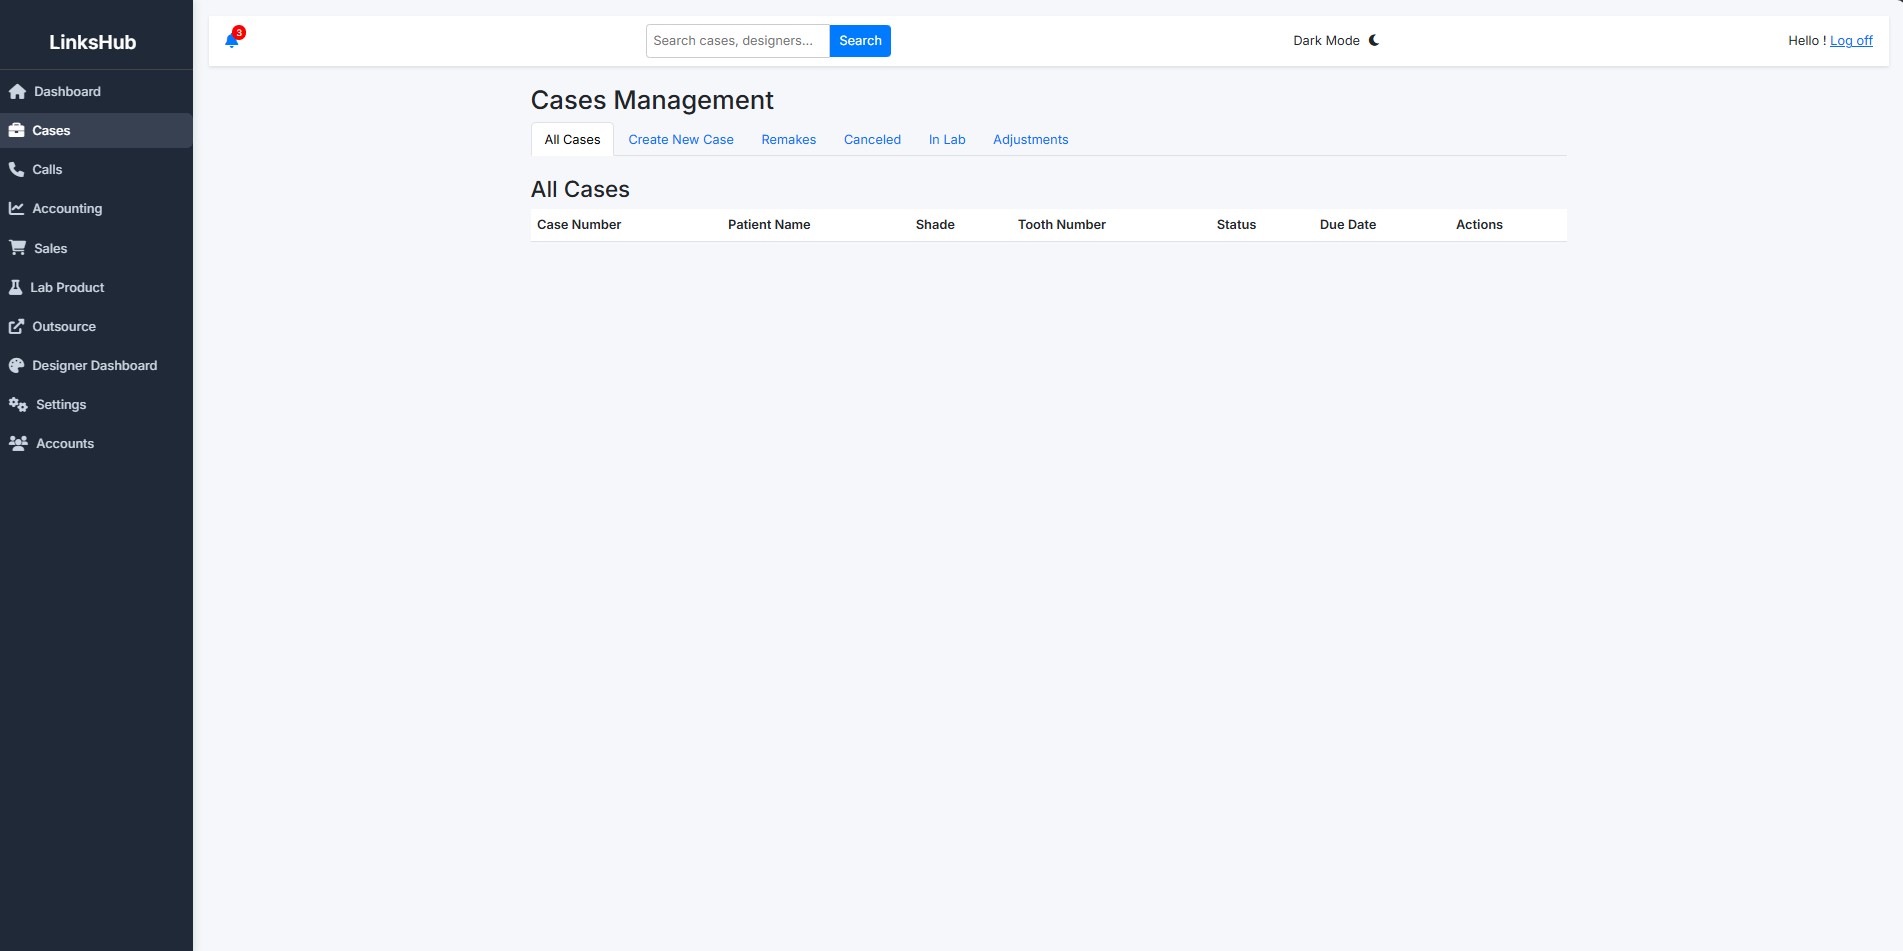 LinksHub
Dashboard
Cases
Calls
Accounting
Sales
Lab Product
Outsource
Designer Dashboard
Settings
Accounts
3
Search cases, designers...
Search
Dark Mode
Hello ! Log off
Cases Management
All Cases Create New Case Remakes Canceled In Lab Adjustments
All Cases
Case Number Patient Name Shade Tooth Number Status Due Date Actions